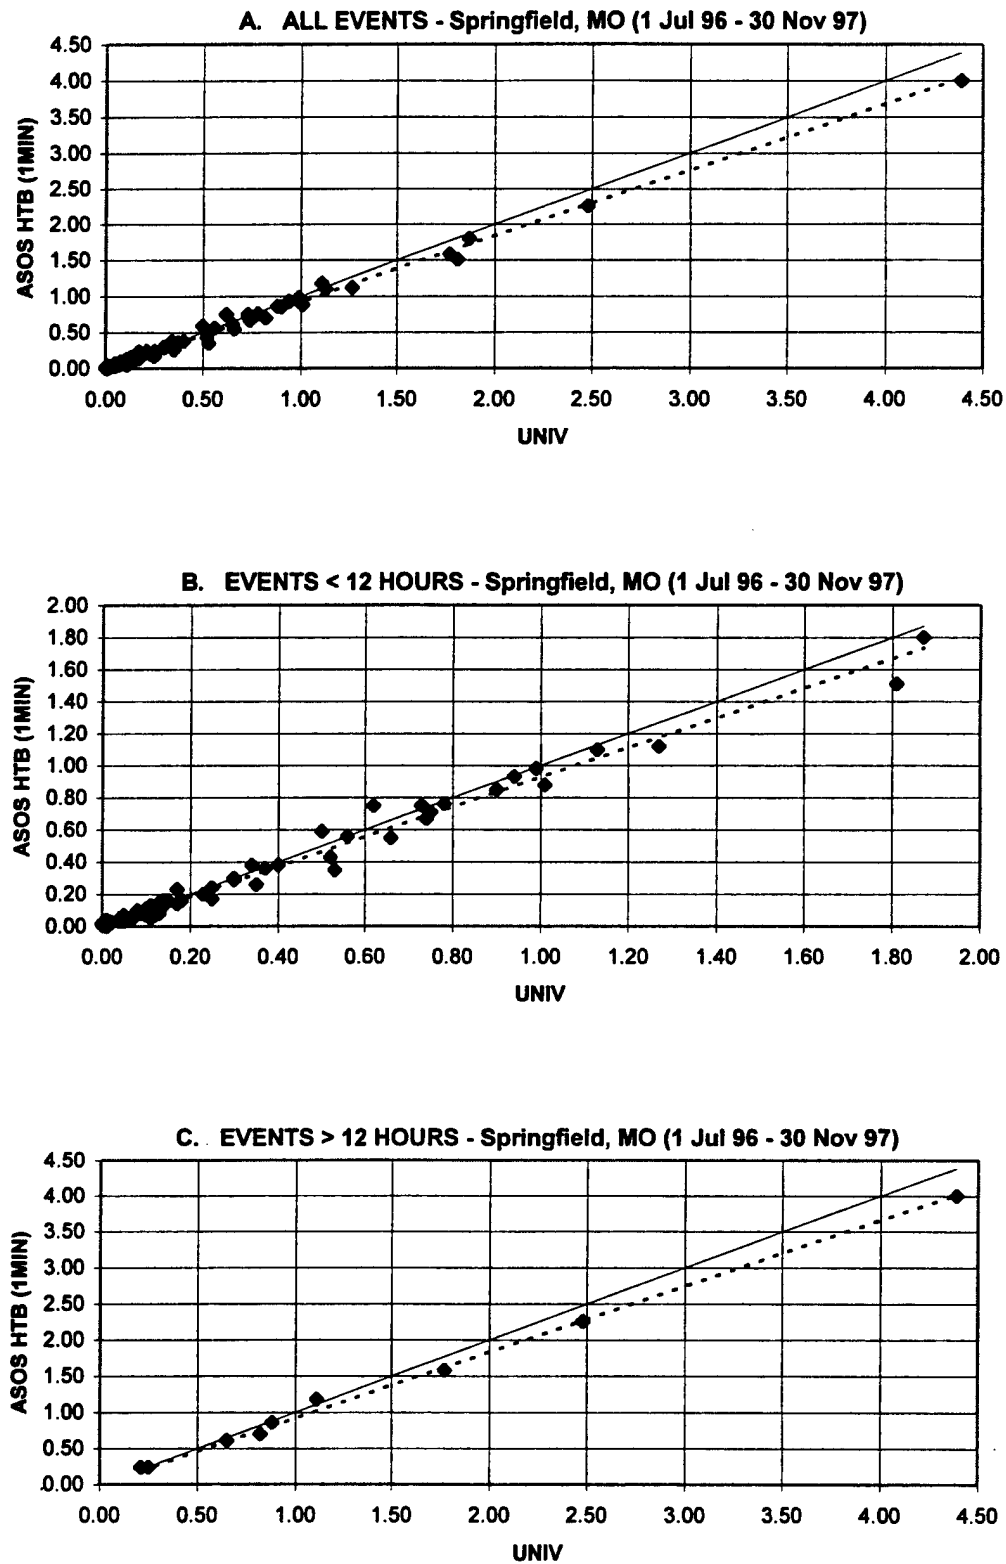 A. ALL EVENTS - Springfield, MO (1 Jul 96 - 30 Nov 97)
4.50
4.00
3.50
3.00
2.50
2.00
1.50
1.00
0.50
0.00
ASOS HTB (1MIN)
0.00 0.50 1.00 1.50 2.00 2.50 3.00 3.50 4.00 4.50
UNIV
B. EVENTS < 12 HOURS - Springfield, MO (1 Jul 96 - 30 Nov 97)
2.00
1.80
1.60
1.40
1.20
1.00
0.80
0.60
0.40
0.20
0.00
ASOS HTB (1MIN)
0.00 0.20 0.40 0.60 0.80 1.00 1.20 1.40 1.60 1.80 2.00
UNIV
C. EVENTS > 12 HOURS - Springfield, MO (1 Jul 96 - 30 Nov 97)
4.50
4.00
3.50
3.00
2.50
2.00
1.50
1.00
0.50
0.00
ASOS HTB (1MIN)
0.00 0.50 1.00 1.50 2.00 2.50 3.00 3.50 4.00 4.50
UNIV